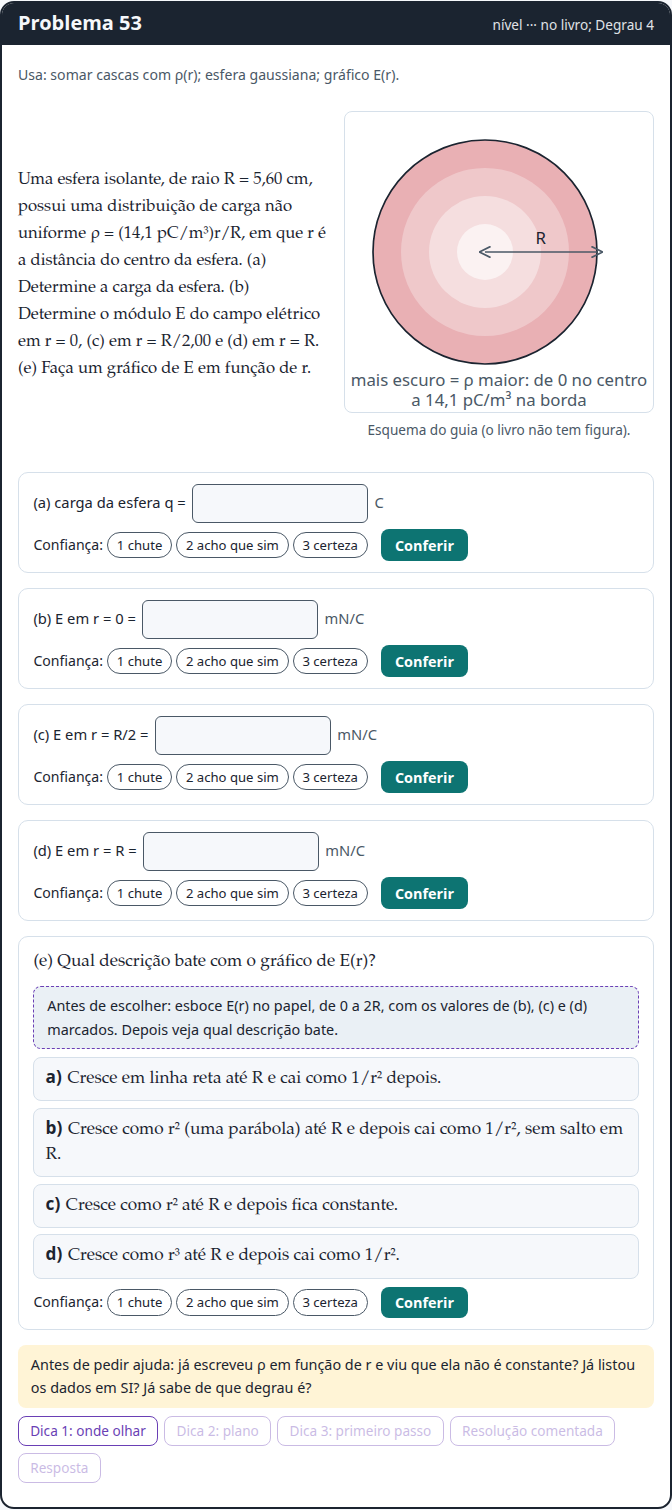 Problema 53
nível ··· no livro; Degrau 4
Usa: somar cascas com ρ(r); esfera gaussiana; gráfico E(r).
Uma esfera isolante, de raio R = 5,60 cm,
possui uma distribuição de carga não
uniforme ρ = (14,1 pC/m³)r/R, em que r é
a distância do centro da esfera. (a)
Determine a carga da esfera. (b)
Determine o módulo E do campo elétrico
em r = 0, (c) em r = R/2,00 e (d) em r = R.
(e) Faça um gráfico de E em função de r.
R
mais escuro = ρ maior: de 0 no centro
a 14,1 pC/m³ na borda
Esquema do guia (o livro não tem figura).
(a) carga da esfera q = C
Confiança: 1 chute 2 acho que sim 3 certeza Conferir
(b) E em r = 0 = mN/C
Confiança: 1 chute 2 acho que sim 3 certeza Conferir
(c) E em r = R/2 = mN/C
Confiança: 1 chute 2 acho que sim 3 certeza Conferir
(d) E em r = R = mN/C
Confiança: 1 chute 2 acho que sim 3 certeza Conferir
(e) Qual descrição bate com o gráfico de E(r)?
Antes de escolher: esboce E(r) no papel, de 0 a 2R, com os valores de (b), (c) e (d)
marcados. Depois veja qual descrição bate.
a) Cresce em linha reta até R e cai como 1/r² depois.
b) Cresce como r² (uma parábola) até R e depois cai como 1/r², sem salto em
R.
c) Cresce como r² até R e depois fica constante.
d) Cresce como r³ até R e depois cai como 1/r².
Confiança: 1 chute 2 acho que sim 3 certeza Conferir
Antes de pedir ajuda: já escreveu ρ em função de r e viu que ela não é constante? Já listou
os dados em SI? Já sabe de que degrau é?
Dica 1: onde olhar Dica 2: plano Dica 3: primeiro passo Resolução comentada
Resposta